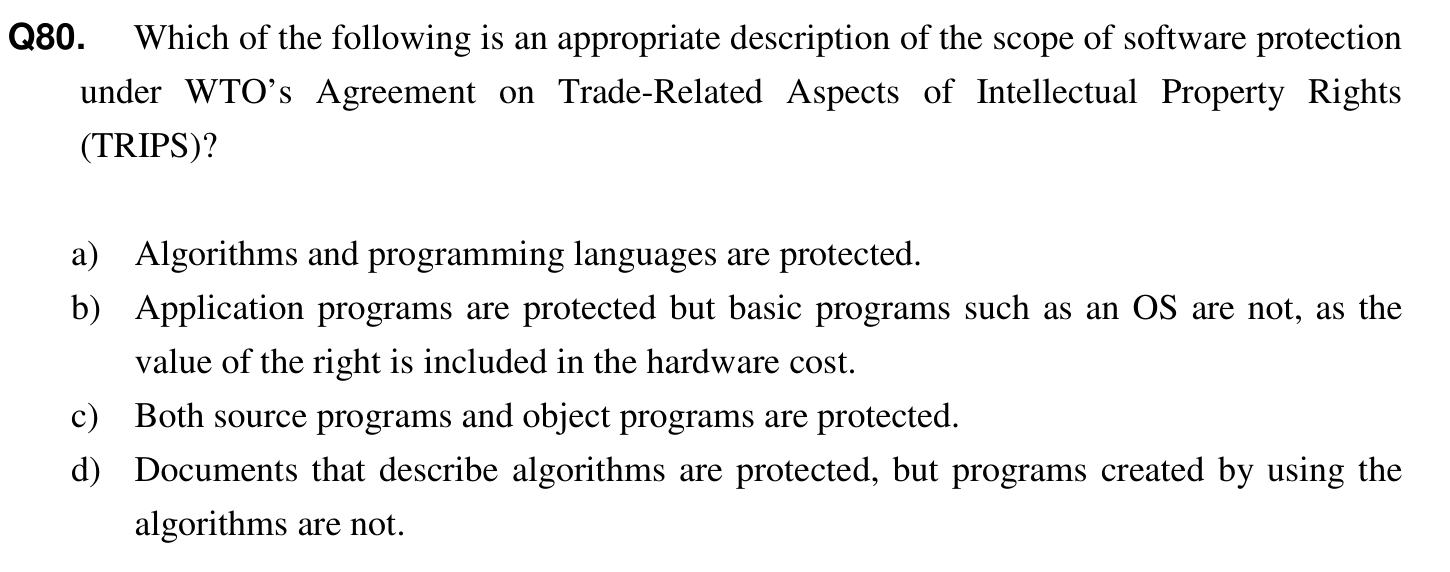 Q80. Which of the following is an appropriate description of the scope of software protection
under WTO's Agreement on Trade-Related Aspects of Intellectual Property Rights
(TRIPS)?
a) Algorithms and programming languages are protected.
b) Application programs are protected but basic programs such as an OS are not, as the
value of the right is included in the hardware cost.
c) Both source programs and object programs are protected.
d) Documents that describe algorithms are protected, but programs created by using the
algorithms are not.